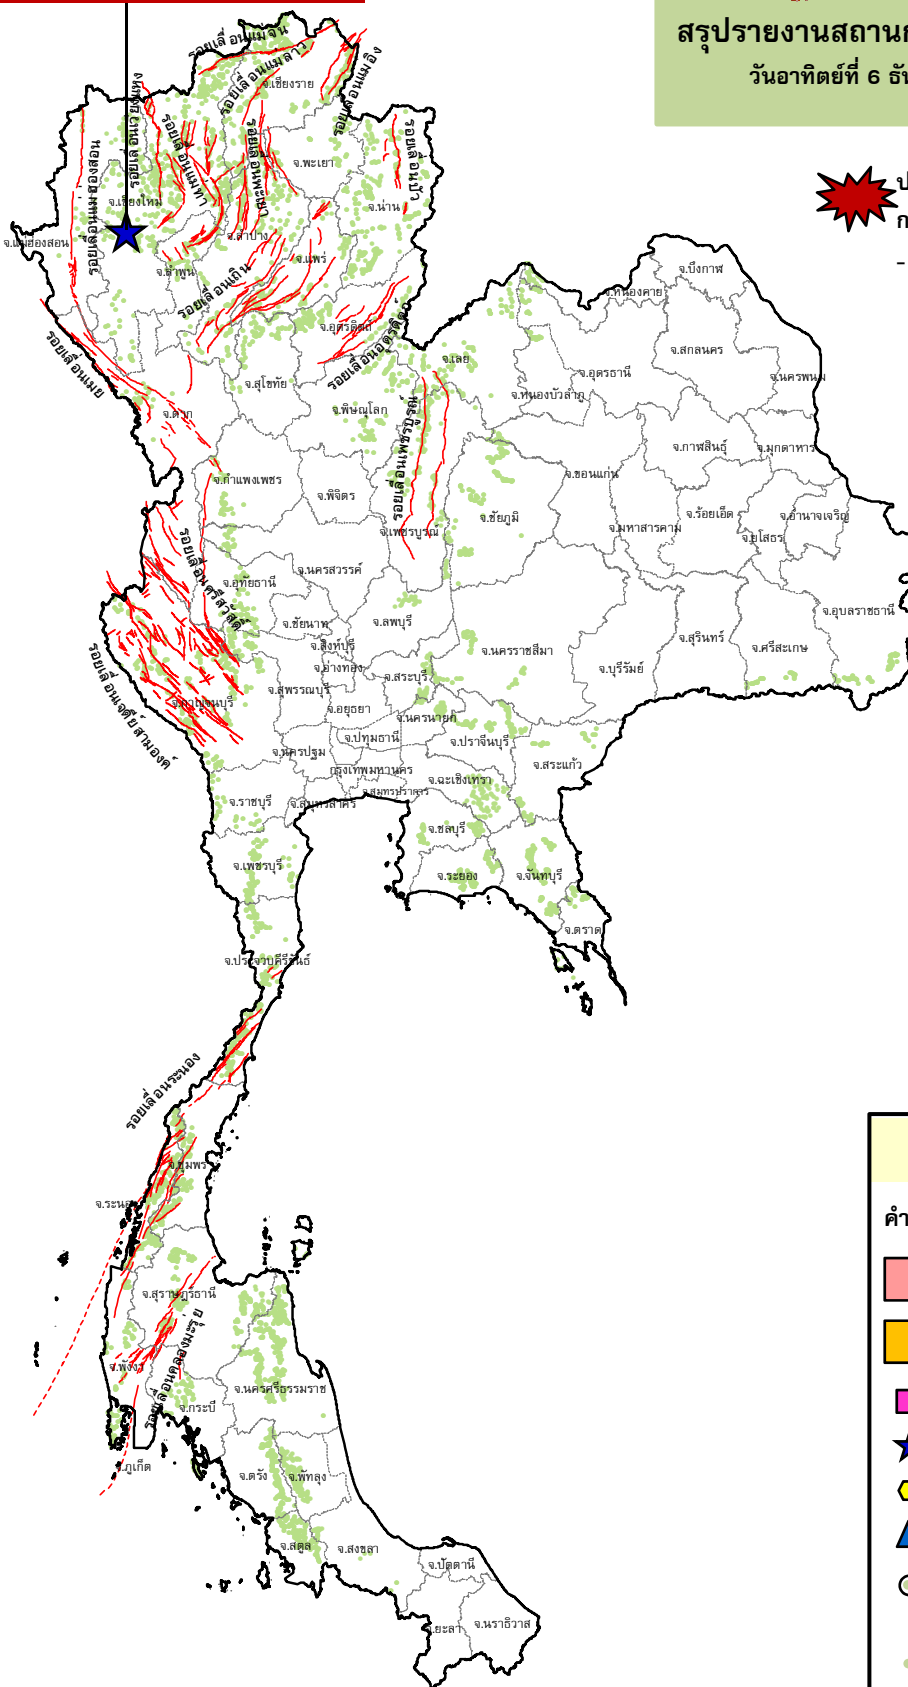 สรุปรายงานสถานก
วันอาทิตย์ที่ 6 ธัน
รอยเลื่อนแม่จัน
รอยเลื่อนแม่ลาว
รอยเลื่อนแม่อิง
จ.เชียงราย
รอยเลื่อนเวียงแหง
รอยเลื่อนแม่ทา
รอยเลื่อนพะเยา
รอยเลื่อนปัว
จ.พะเยา
รอยเลื่อนแม่ฮ่องสอน
จ.เชียงใหม่
จ.น่าน
จ.แม่ฮ่องสอน
จ.ลำปาง
จ.แพร่
จ.ลำพูน
รอยเลื่อนเถิน
จ.บึงกาฬ
จ.หนองคาย
จ.อุตรดิตถ์
รอยเลื่อนอุตรดิตถ์
รอยเลื่อนเมย
จ.เลย
จ.สกลนคร
จ.อุดรธานี
จ.นครพนม
จ.สุโขทัย
จ.หนองบัวลำภู
จ.ตาก
จ.พิษณุโลก
รอยเลื่อนเพชรบูรณ์
จ.กาฬสินธุ์
จ.มุกดาหาร
จ.ขอนแก่น
จ.กำแพงเพชร
จ.พิจิตร
จ.ชัยภูมิ
จ.ร้อยเอ็ด
จ.อำนาจเจริญ
จ.มหาสารคาม
จ.เพชรบูรณ์
จ.ยโสธร
รอยเลื่อนศรีสวัสดิ์
จ.นครสวรรค์
จ.อุทัยธานี
จ.อุบลราชธานี
จ.ชัยนาท
จ.ลพบุรี
จ.สิงห์บุรี
จ.สุรินทร์
จ.ศรีสะเกษ
จ.นครราชสีมา
จ.อ่างทอง
จ.บุรีรัมย์
จ.สระบุรี
รอยเลื่อนเจดีย์สามองค์
จ.กาญจนบุรี
จ.สุพรรณบุรี
จ.อยุธยา
จ.นครนายก
จ.ปทุมธานี
จ.ปราจีนบุรี
จ.นครปฐม
จ.สระแก้ว
กรุงเทพมหานคร
จ.ฉะเชิงเทรา
จ.สมุทรปราการ
จ.ราชบุรี
จ.สมุทรสาคร
จ.ชลบุรี
จ.เพชรบุรี
จ.ระยอง
จ.จันทบุรี
จ.ตราด
จ.ประจวบคีรีขันธ์
รอยเลื่อนระนอง
จ.ชุมพร
คำ
จ.สุราษฎร์ธานี
รอยเลื่อนคลองมะรุ่ย
จ.พังงา
จ.นครศรีธรรมราช
จ.กระบี่
จ.ภูเก็ต
จ.ตรัง
จ.พัทลุง
จ.สตูล
จ.สงขลา
จ.ปัตตานี
จ.ยะลา
จ.นราธิวาส